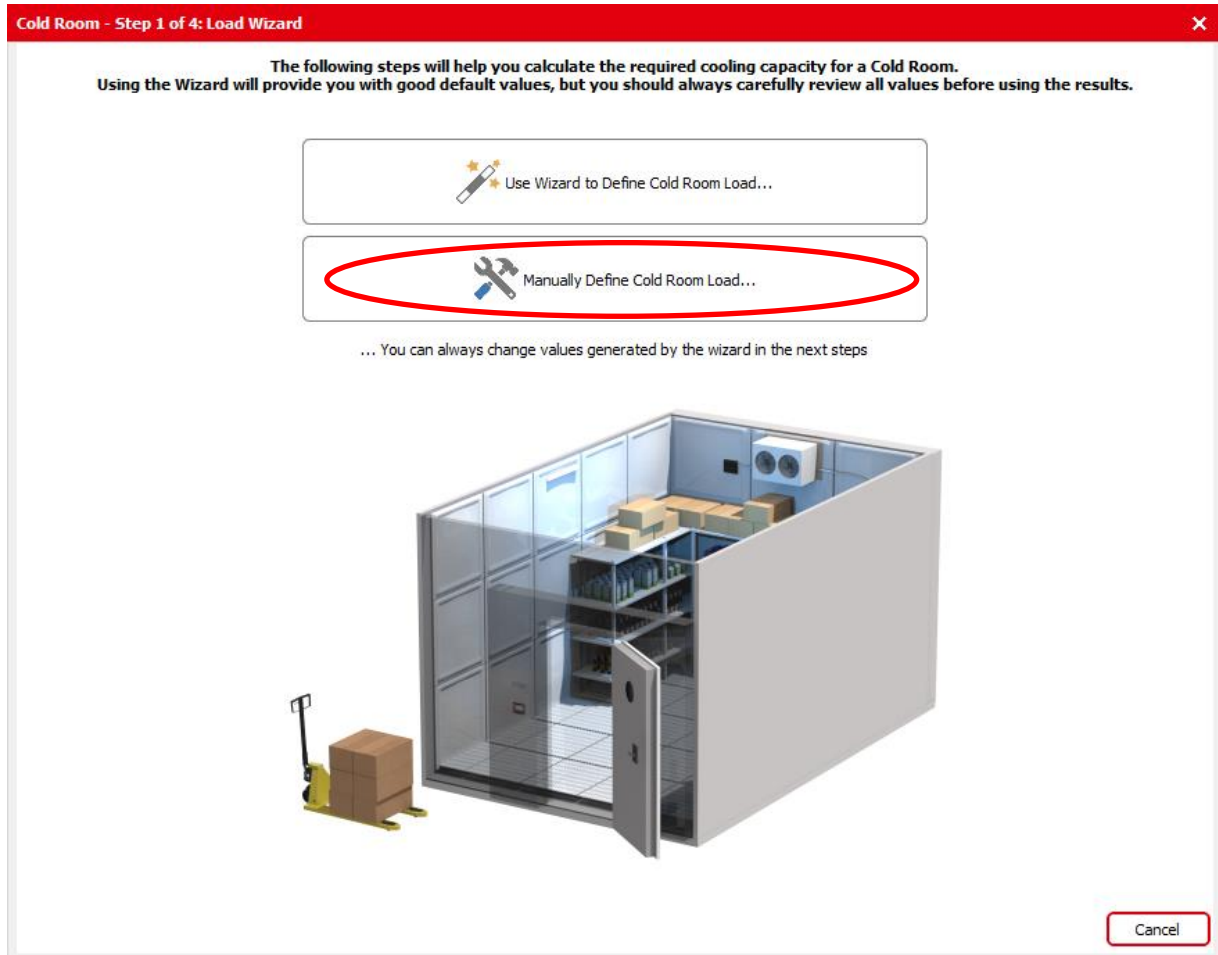 Cold Room - Step 1 of 4: Load Wizard
The following steps will help you calculate the required cooling capacity for a Cold Room.
Using the Wizard will provide you with good default values, but you should always carefully review all values before using the results.
Use Wizard to Define Cold Room Load...
Manually Define Cold Room Load...
... You can always change values generated by the wizard in the next steps
Cancel